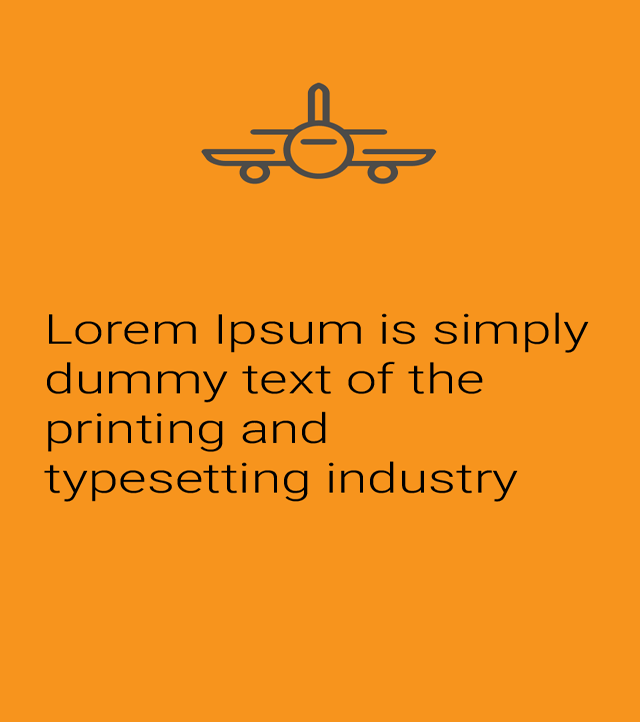 Lorem Ipsum is simply
dummy text of the
printing and
typesetting industry